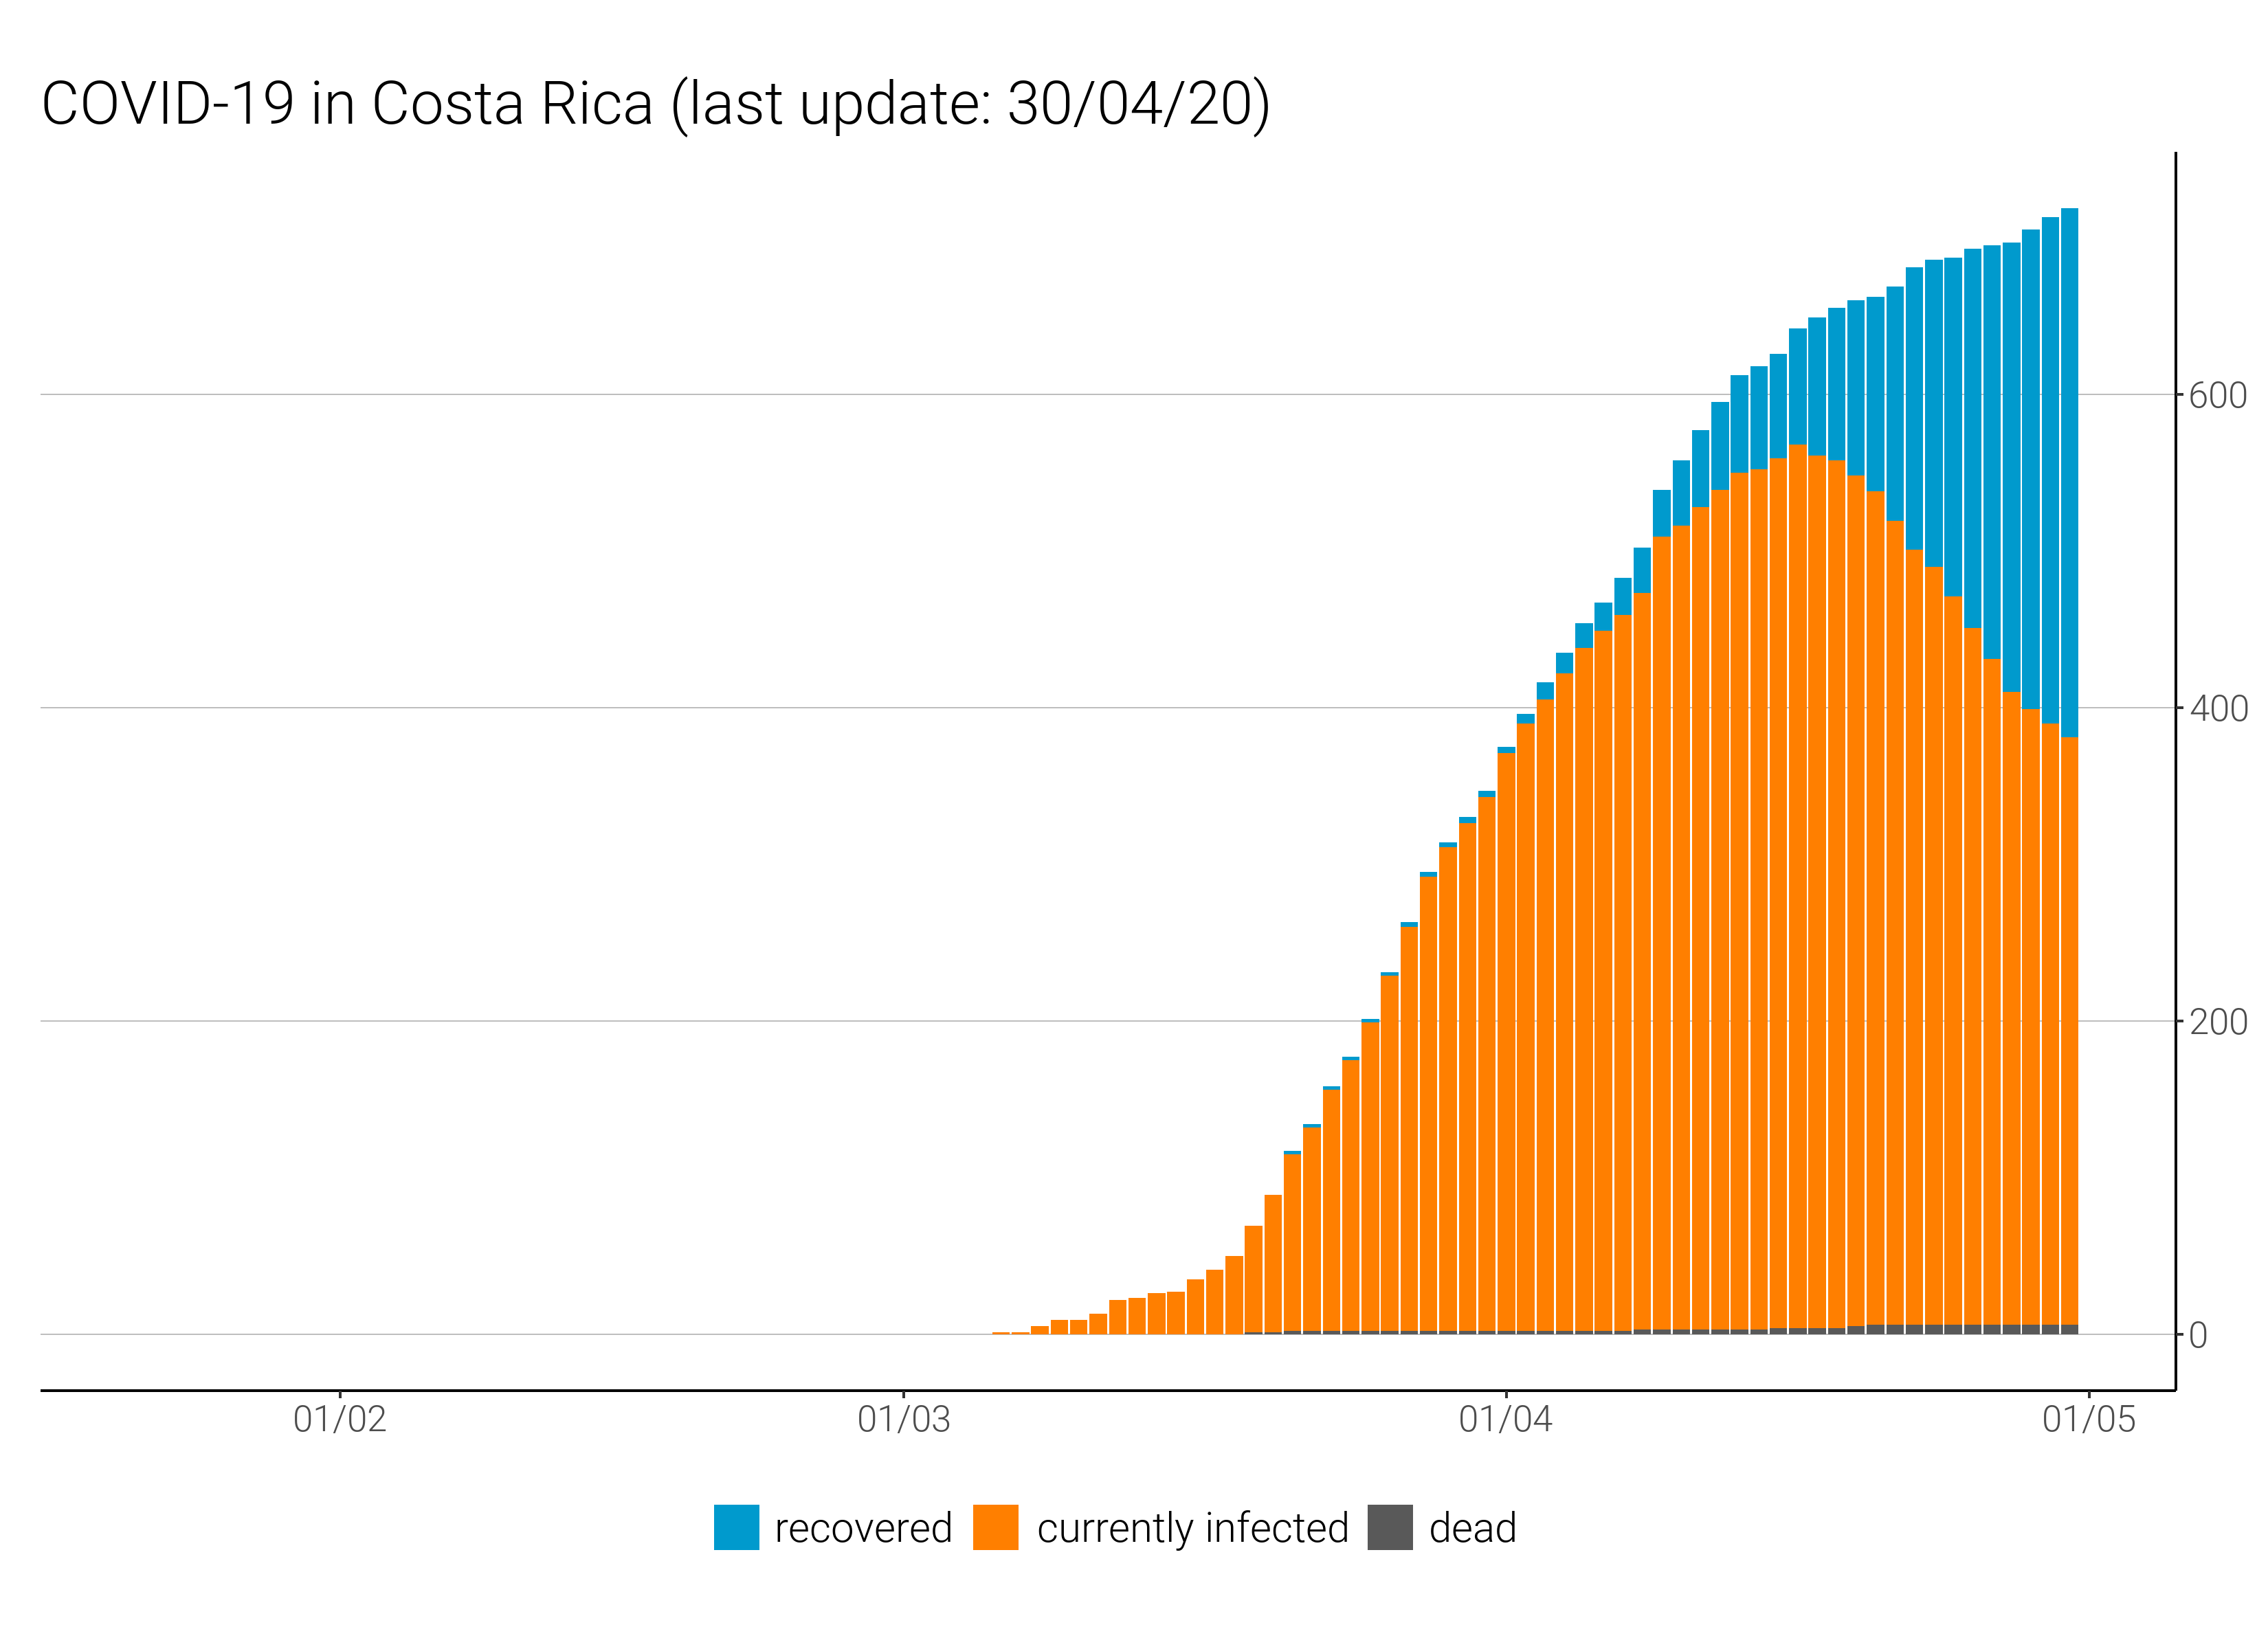 COVID-19 in Costa Rica (last update: 30/04/20)
600
400
200
0
01/02 01/03 01/04 01/05
recovered currently infected dead